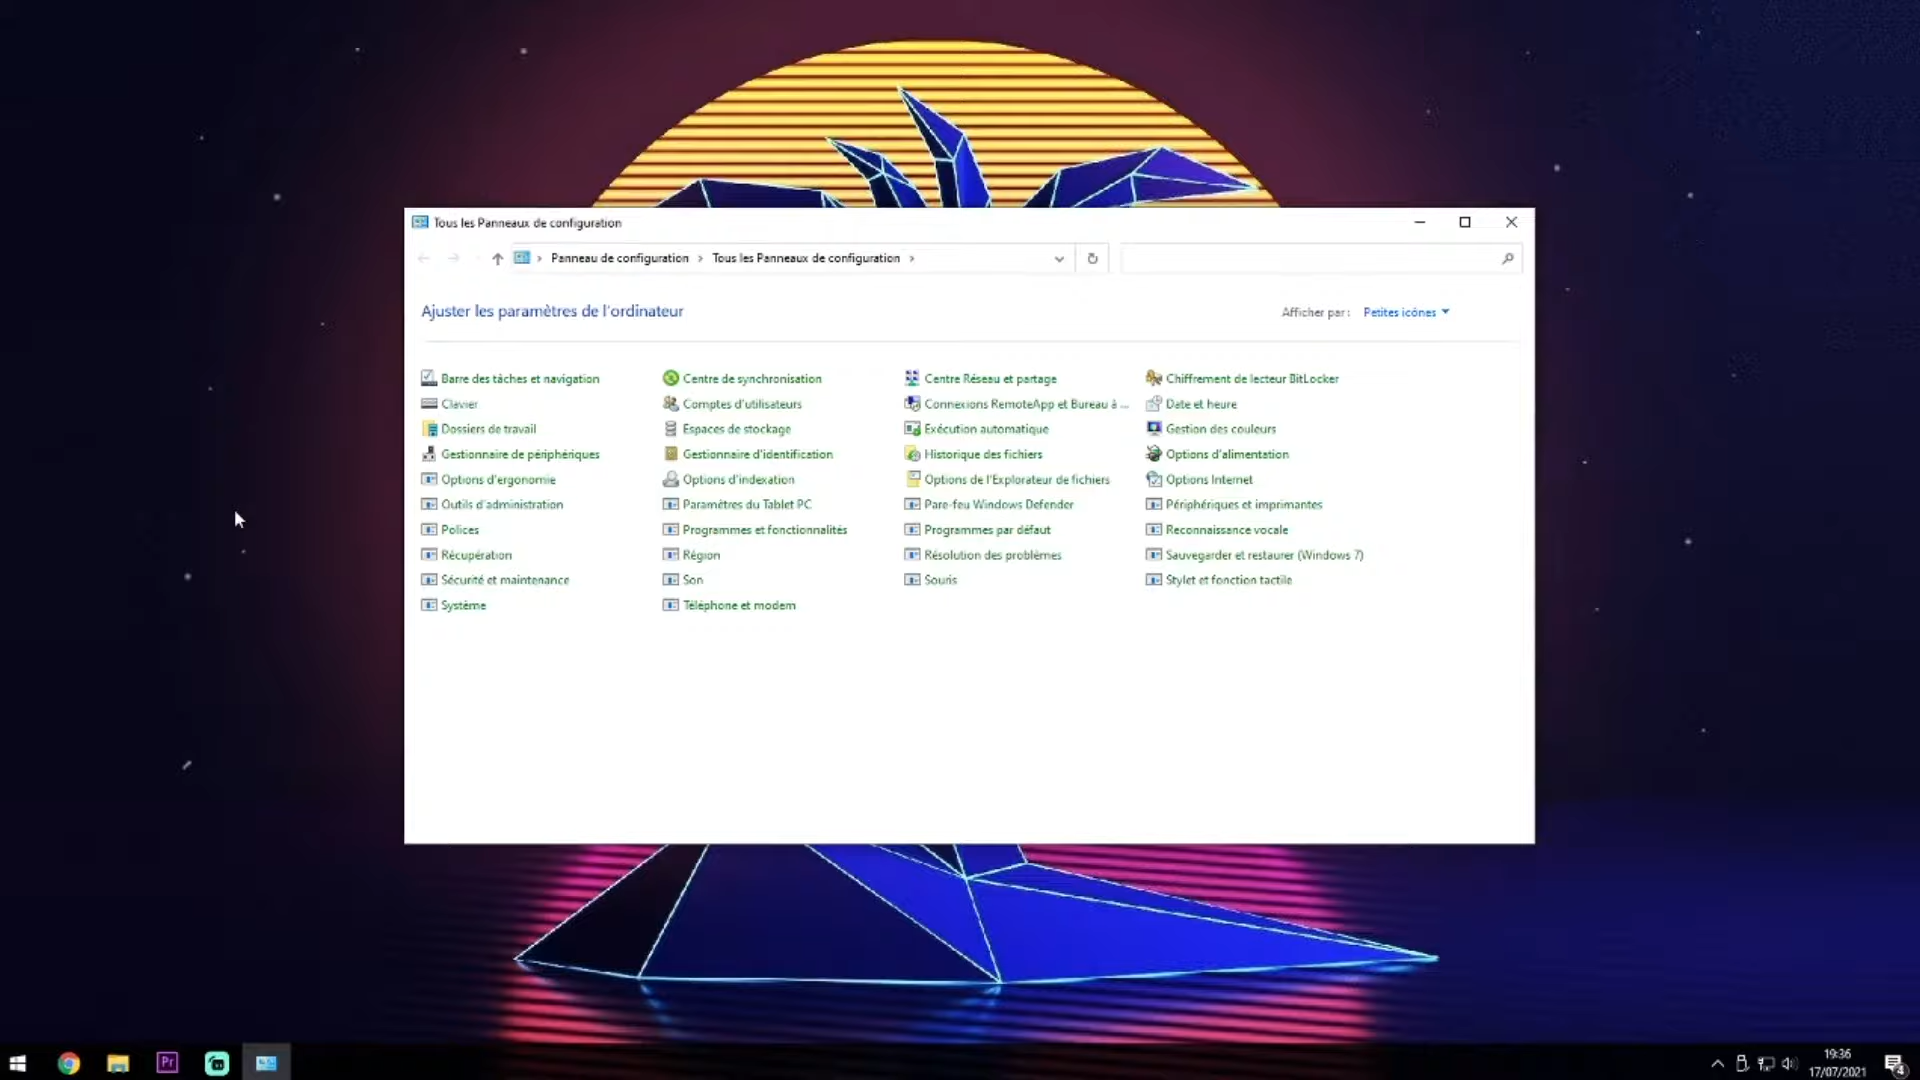 Tous les Panneaux de configuration
Panneau de configuration > Tous les Panneaux de configuration >
Ajuster les paramètres de l'ordinateur
Afficher par : Petites icônes
Barre des tâches et navigation
Centre de synchronisation
Centre Réseau et partage
Chiffrement de lecteur BitLocker
Clavier
Comptes d'utilisateurs
Connexions RemoteApp et Bureau à ...
Date et heure
Dossiers de travail
Espaces de stockage
Exécution automatique
Gestion des couleurs
Gestionnaire de périphériques
Gestionnaire d'identification
Historique des fichiers
Options d'alimentation
Options d'ergonomie
Options d'indexation
Options de l'Explorateur de fichiers
Options Internet
Outils d'administration
Paramètres du Tablet PC
Pare-feu Windows Defender
Périphériques et imprimantes
Polices
Programmes et fonctionnalités
Programmes par défaut
Reconnaissance vocale
Récupération
Région
Résolution des problèmes
Sauvegarder et restaurer (Windows 7)
Sécurité et maintenance
Son
Souris
Stylet et fonction tactile
Système
Téléphone et modem
Pr
19:36
17/07/2021
4